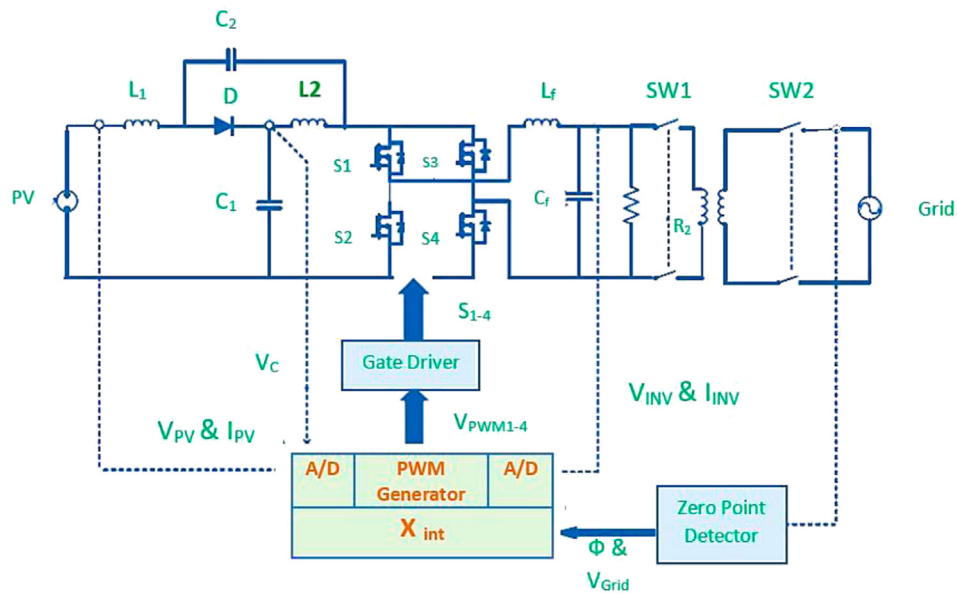 C2
L1
D
L2
Lf
SW1
SW2
S1
S3
PV
C1
Cf
R2
Grid
S2
S4
S1-4
VC
Gate Driver
VINV & IINV
VPV & IPV
VPWM1-4
A/D
PWM
Generator
A/D
X int
Zero Point
Detector
Φ &
VGrid